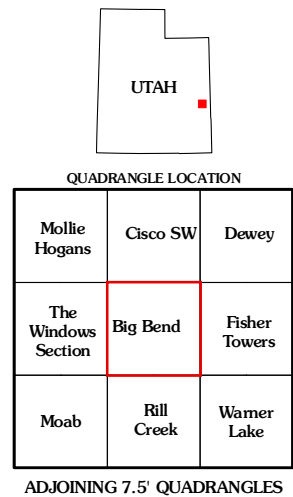 UTAH
QUADRANGLE LOCATION
Mollie
Hogans
Cisco SW
Dewey
The
Windows
Section
Big Bend
Fisher
Towers
Moab
Rill
Creek
Warner
Lake
ADJOINING 7.5' QUADRANGLES